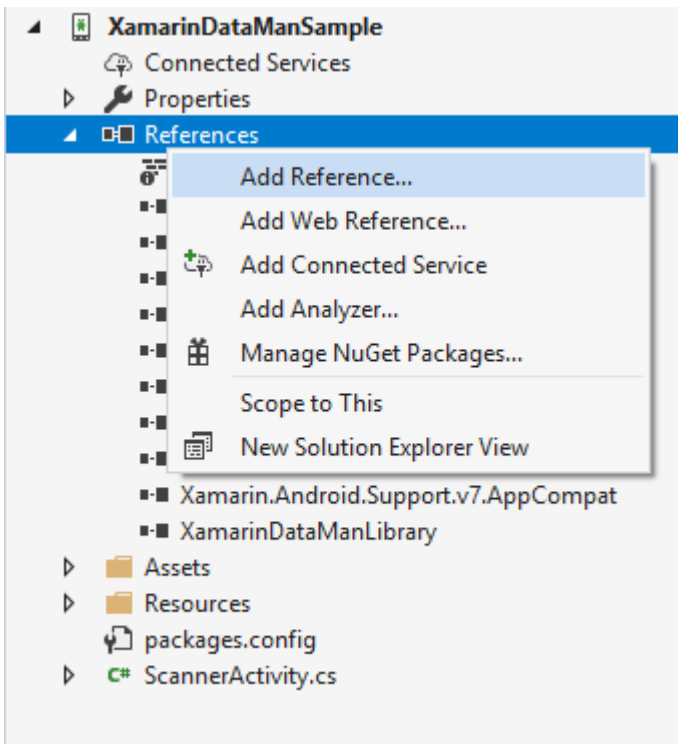 XamarinDataManSample
Connected Services
Properties
References
Add Reference...
Add Web Reference...
Add Connected Service
Add Analyzer...
Manage NuGet Packages...
Scope to This
New Solution Explorer View
Xamarin.Android.Support.v7.AppCompat
XamarinDataManLibrary
Assets
Resources
packages.config
C# ScannerActivity.cs